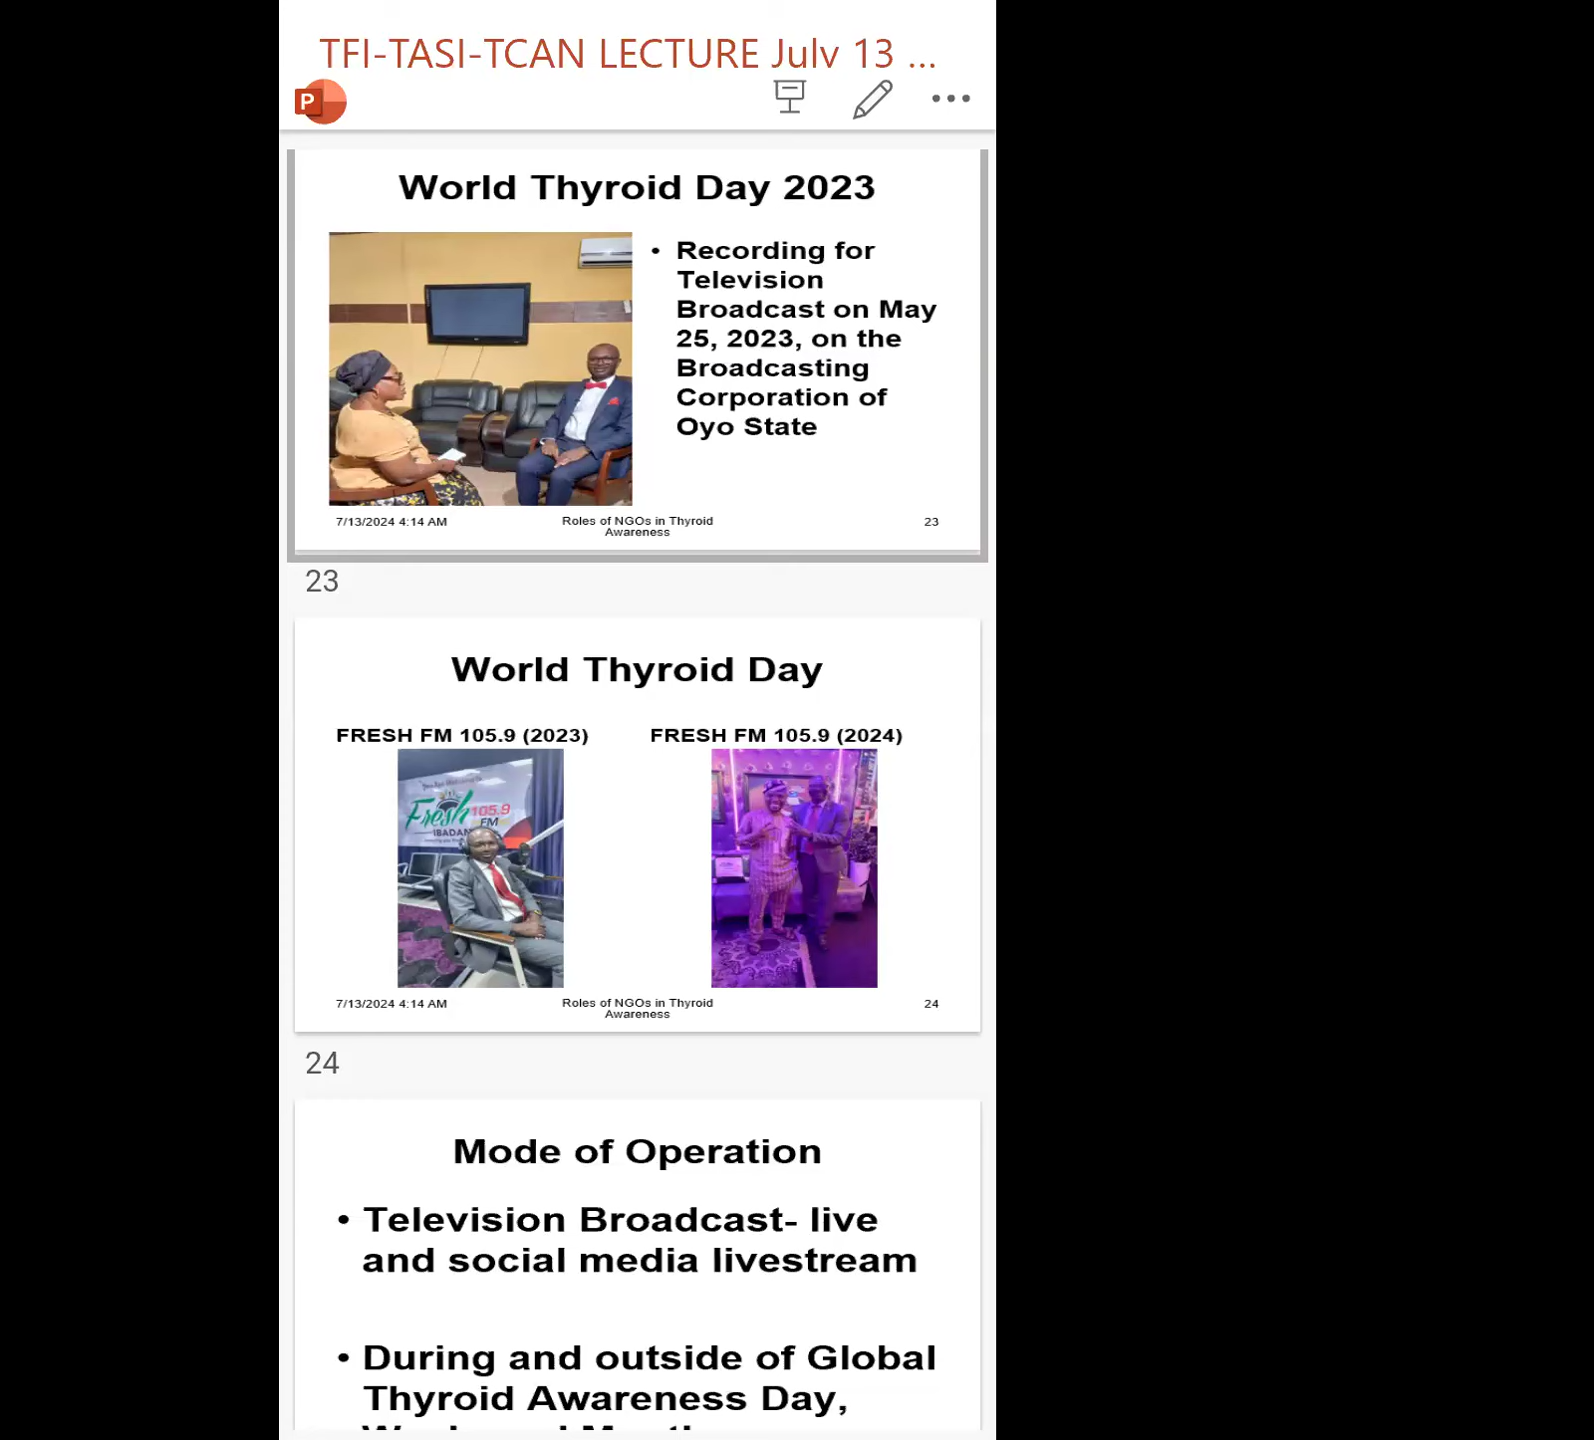 TFI-TASI-TCAN LECTURE July 13 ...
P
World Thyroid Day 2023
• Recording for
Television
Broadcast on May
25, 2023, on the
Broadcasting
Corporation of
Oyo State
7/13/2024 4:14 AM
Roles of NGOs in Thyroid
Awareness
23
23
World Thyroid Day
FRESH FM 105.9 (2023)
FRESH FM 105.9 (2024)
Fresh 105.9
FM
IBADAN
7/13/2024 4:14 AM
Roles of NGOs in Thyroid
Awareness
24
24
Mode of Operation
• Television Broadcast- live
and social media livestream
• During and outside of Global
Thyroid Awareness Day,